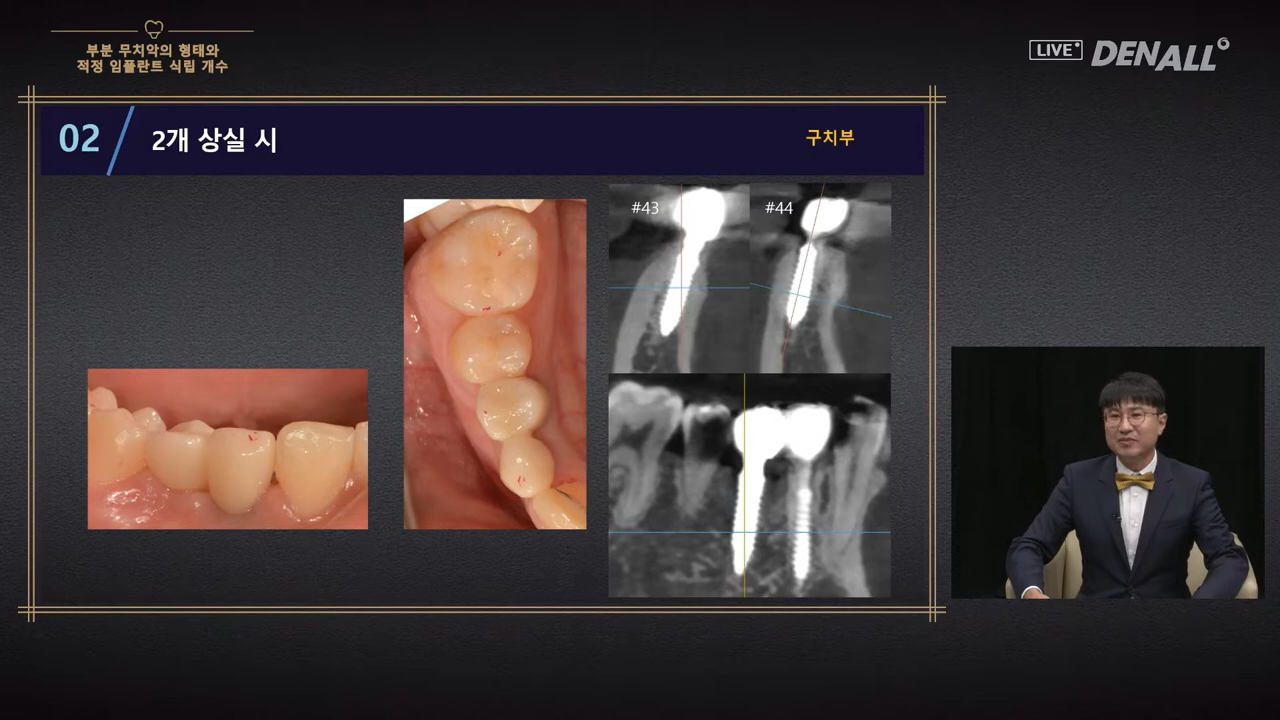 부분 무치악의 형태와
적정 임플란트 식립 개수
LIVE
DENALL
02
2개 상실 시
구치부
#43
#44